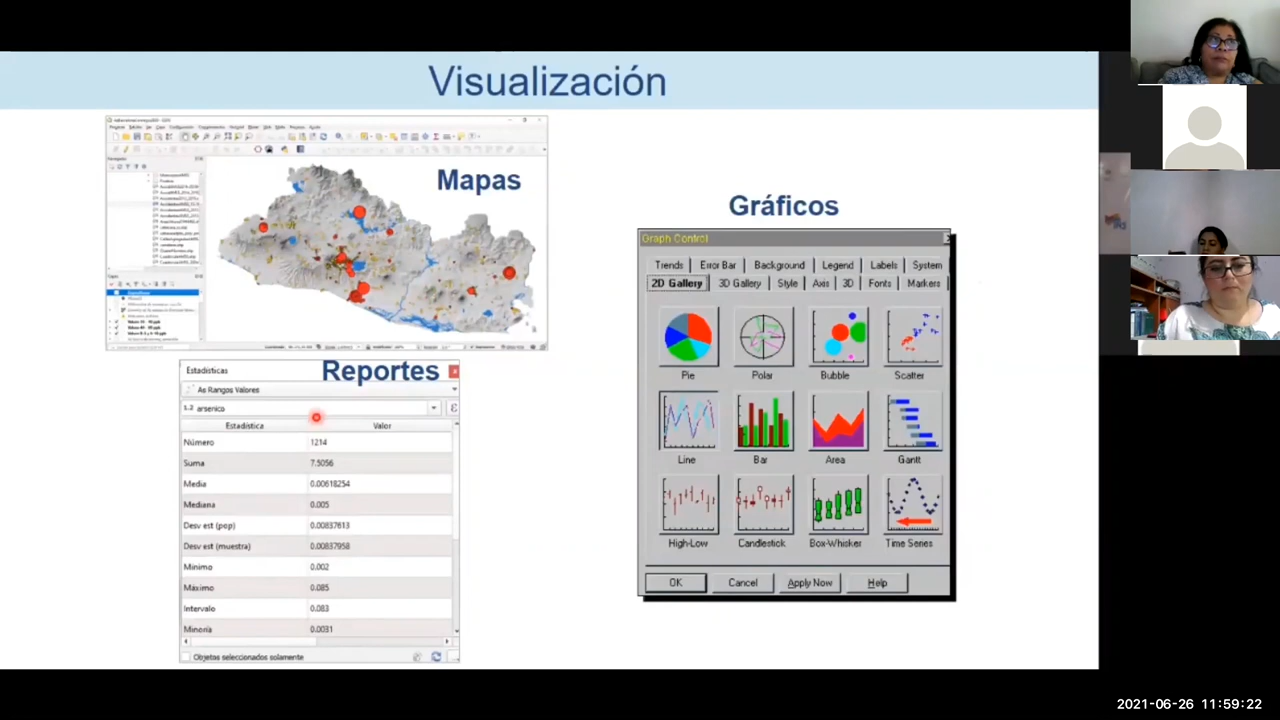 Visualización
Mapas
Gráficos
Graph Control
Trends
Error Bar
Background
Legend
Labels
System
2D Gallery
3D Gallery
Style
Axis
3D
Fonts
Markers
Pie
Polar
Bubble
Scatter
Line
Bar
Area
Gantt
High-Low
Candlestick
Box-Whisker
Time Series
OK
Cancel
Apply Now
Help
Reportes
Estadísticas
As Rangos Valores
1.2 arsenico
Estadística Valor
Número 1214
Suma 7.5056
Media 0.00618254
Mediana 0.005
Desv est (pop) 0.00837613
Desv est (muestra) 0.00837958
Mínimo 0.002
Máximo 0.085
Intervalo 0.083
Minoría 0.0031
Objetos seleccionados solamente
2021-06-26 11:59:22